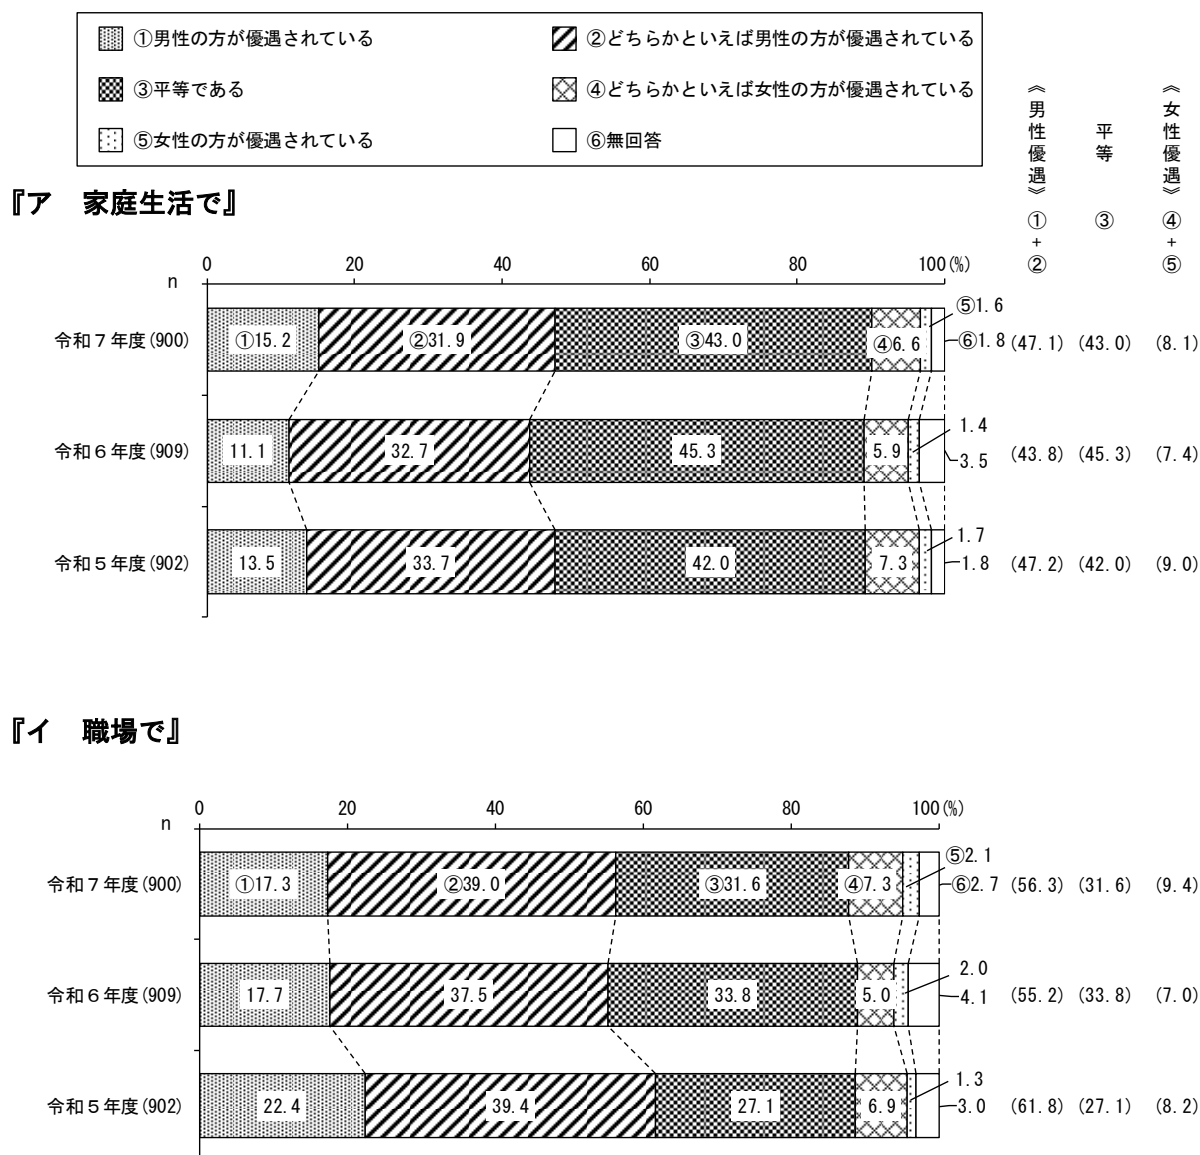 ①男性の方が優遇されている ②どちらかといえば男性の方が優遇されている
③平等である ④どちらかといえば女性の方が優遇されている
⑤女性の方が優遇されている ⑥無回答
《男性優遇》 ①+②
平等 ③
《女性優遇》 ④+⑤
『ア 家庭生活で』
0 20 40 60 80 100(%)
n
令和7年度(900) ①15.2 ②31.9 ③43.0 ④6.6 ⑤1.6 ⑥1.8 (47.1) (43.0) (8.1)
令和6年度(909) 11.1 32.7 45.3 5.9 1.4 3.5 (43.8) (45.3) (7.4)
令和5年度(902) 13.5 33.7 42.0 7.3 1.7 1.8 (47.2) (42.0) (9.0)
『イ 職場で』
0 20 40 60 80 100(%)
n
令和7年度(900) ①17.3 ②39.0 ③31.6 ④7.3 ⑤2.1 ⑥2.7 (56.3) (31.6) (9.4)
令和6年度(909) 17.7 37.5 33.8 5.0 2.0 4.1 (55.2) (33.8) (7.0)
令和5年度(902) 22.4 39.4 27.1 6.9 1.3 3.0 (61.8) (27.1) (8.2)